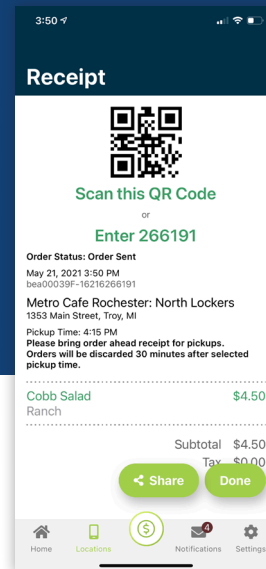 3:50
Receipt
Scan this QR Code
or
Enter 266191
Order Status: Order Sent
May 21, 2021 3:50 PM
bea00039F-16216266191
Metro Cafe Rochester: North Lockers
1353 Main Street, Troy, MI
Pickup Time: 4:15 PM
Please bring order ahead receipt for pickups.
Orders will be discarded 30 minutes after selected
pickup time.
Cobb Salad $4.50
Ranch
Subtotal $4.50
Tax $0.00
Share Done
4
Home Locations $ Notifications Settings